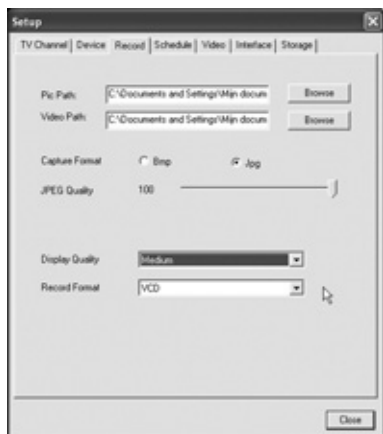 Setup
TV Channel Device Record Schedule Video Interface Storage
Pic Path: C:\Documents and Settings\Mijn docum Browse
Video Path: C:\Documents and Settings\Mijn docum Browse
Capture Format Bmp Jpg
JPEG Quality 100
Display Quality Medium
Record Format VCD
Close